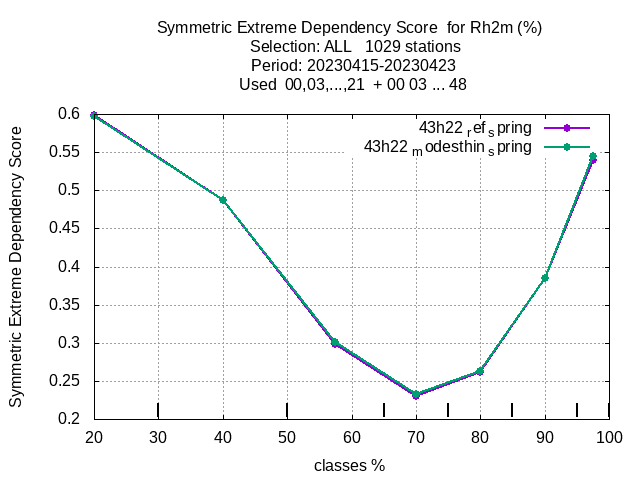 Symmetric Extreme Dependency Score  for Rh2m (%)
Selection: ALL   1029 stations
Period: 20230415-20230423
Used  00,03,...,21  + 00 03 ... 48
43h22 ref spring
43h22 modesthin spring
Symmetric Extreme Dependency Score
0.6
0.55
0.5
0.45
0.4
0.35
0.3
0.25
0.2
20 30 40 50 60 70 80 90 100
classes %